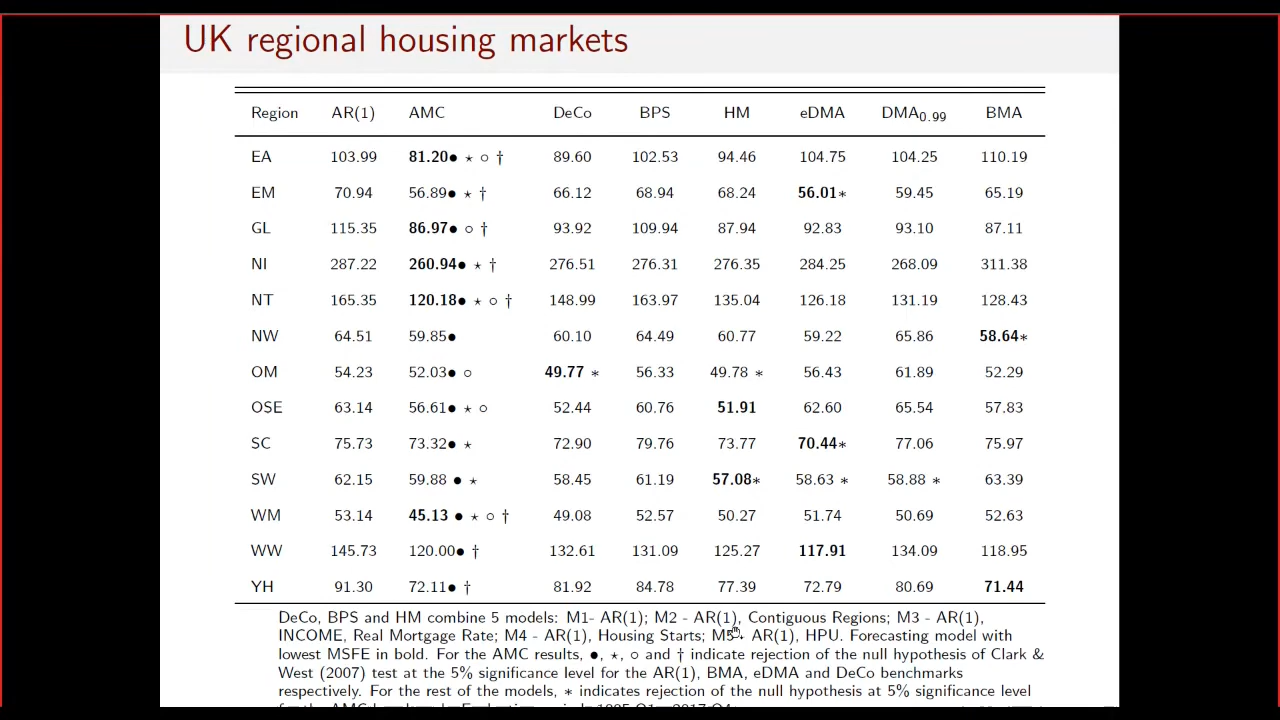 UK regional housing markets
Region AR(1) AMC DeCo BPS HM eDMA DMA0.99 BMA
EA 103.99 81.20● ⋆ ○ † 89.60 102.53 94.46 104.75 104.25 110.19
EM 70.94 56.89● ⋆ † 66.12 68.94 68.24 56.01∗ 59.45 65.19
GL 115.35 86.97● ○ † 93.92 109.94 87.94 92.83 93.10 87.11
NI 287.22 260.94● ⋆ † 276.51 276.31 276.35 284.25 268.09 311.38
NT 165.35 120.18● ⋆ ○ † 148.99 163.97 135.04 126.18 131.19 128.43
NW 64.51 59.85● 60.10 64.49 60.77 59.22 65.86 58.64∗
OM 54.23 52.03● ○ 49.77 ∗ 56.33 49.78 ∗ 56.43 61.89 52.29
OSE 63.14 56.61● ⋆ ○ 52.44 60.76 51.91 62.60 65.54 57.83
SC 75.73 73.32● ⋆ 72.90 79.76 73.77 70.44∗ 77.06 75.97
SW 62.15 59.88 ● ⋆ 58.45 61.19 57.08∗ 58.63 ∗ 58.88 ∗ 63.39
WM 53.14 45.13 ● ⋆ ○ † 49.08 52.57 50.27 51.74 50.69 52.63
WW 145.73 120.00● † 132.61 131.09 125.27 117.91 134.09 118.95
YH 91.30 72.11● † 81.92 84.78 77.39 72.79 80.69 71.44
DeCo, BPS and HM combine 5 models: M1- AR(1); M2 - AR(1), Contiguous Regions; M3 - AR(1),
INCOME, Real Mortgage Rate; M4 - AR(1), Housing Starts; M5 - AR(1), HPU. Forecasting model with
lowest MSFE in bold. For the AMC results, ●, ⋆, ○ and † indicate rejection of the null hypothesis of Clark &
West (2007) test at the 5% significance level for the AR(1), BMA, eDMA and DeCo benchmarks
respectively. For the rest of the models, ∗ indicates rejection of the null hypothesis at 5% significance level